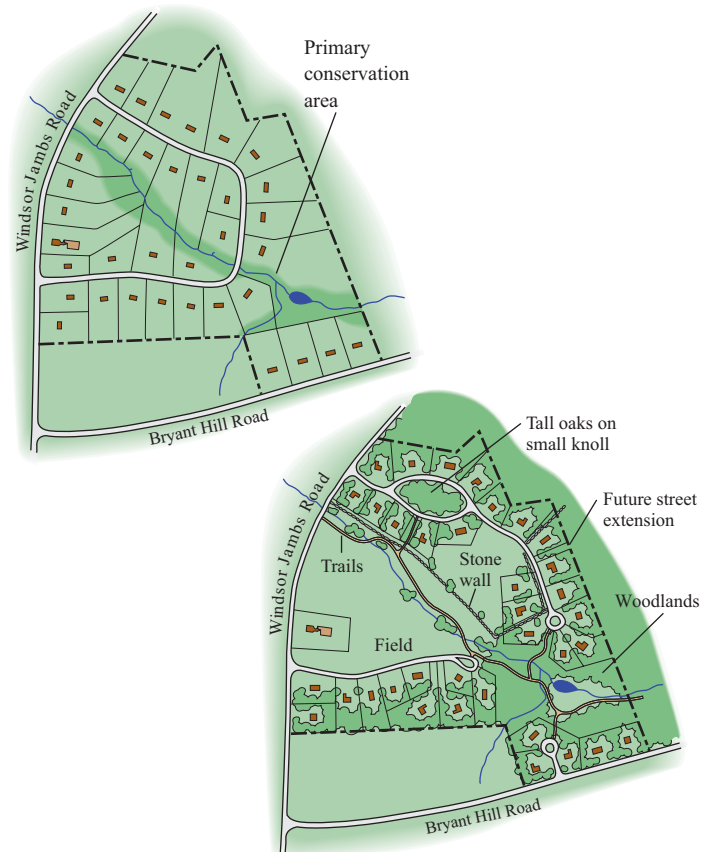 Primary
conservation
area
Windsor Jambs Road
Bryant Hill Road
Tall oaks on
small knoll
Future street
extension
Windsor Jambs Road
Trails
Stone
wall
Woodlands
Field
Bryant Hill Road